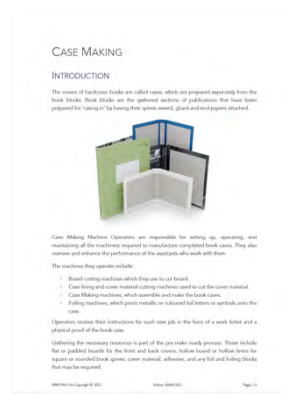 CASE MAKING
INTRODUCTION
The covers of hardcover books are called cases, which are prepared separately from the
book blocks. Book blocks are the gathered sections of publications that have been
prepared for 'casing-in' by having their spines sewed, glued and end-papers attached.
Case Making Machine Operators are responsible for setting up, operating, and
maintaining all the machinery required to manufacture completed book cases. They also
oversee and enhance the performance of the assistants who work with them.
The machines they operate include:
· Board cutting machines which they use to cut board.
· Case lining and cover material cutting machines used to cut the cover material.
· Case Making machines, which assemble and make the book cases.
· Foiling machines, which prints metallic or coloured foil letters or symbols onto the
case.
Operators receive their instructions for each new job in the form of a work ticket and a
physical proof of the book case.
Gathering the necessary resources is part of the pre-make ready process. These include
flat or padded boards for the front and back covers; hollow board or hollow liners for
square or rounded book spines; cover material; adhesive; and any foil and foiling blocks
that may be required.
PRINTING SA Copyright © 2022
Page | 2